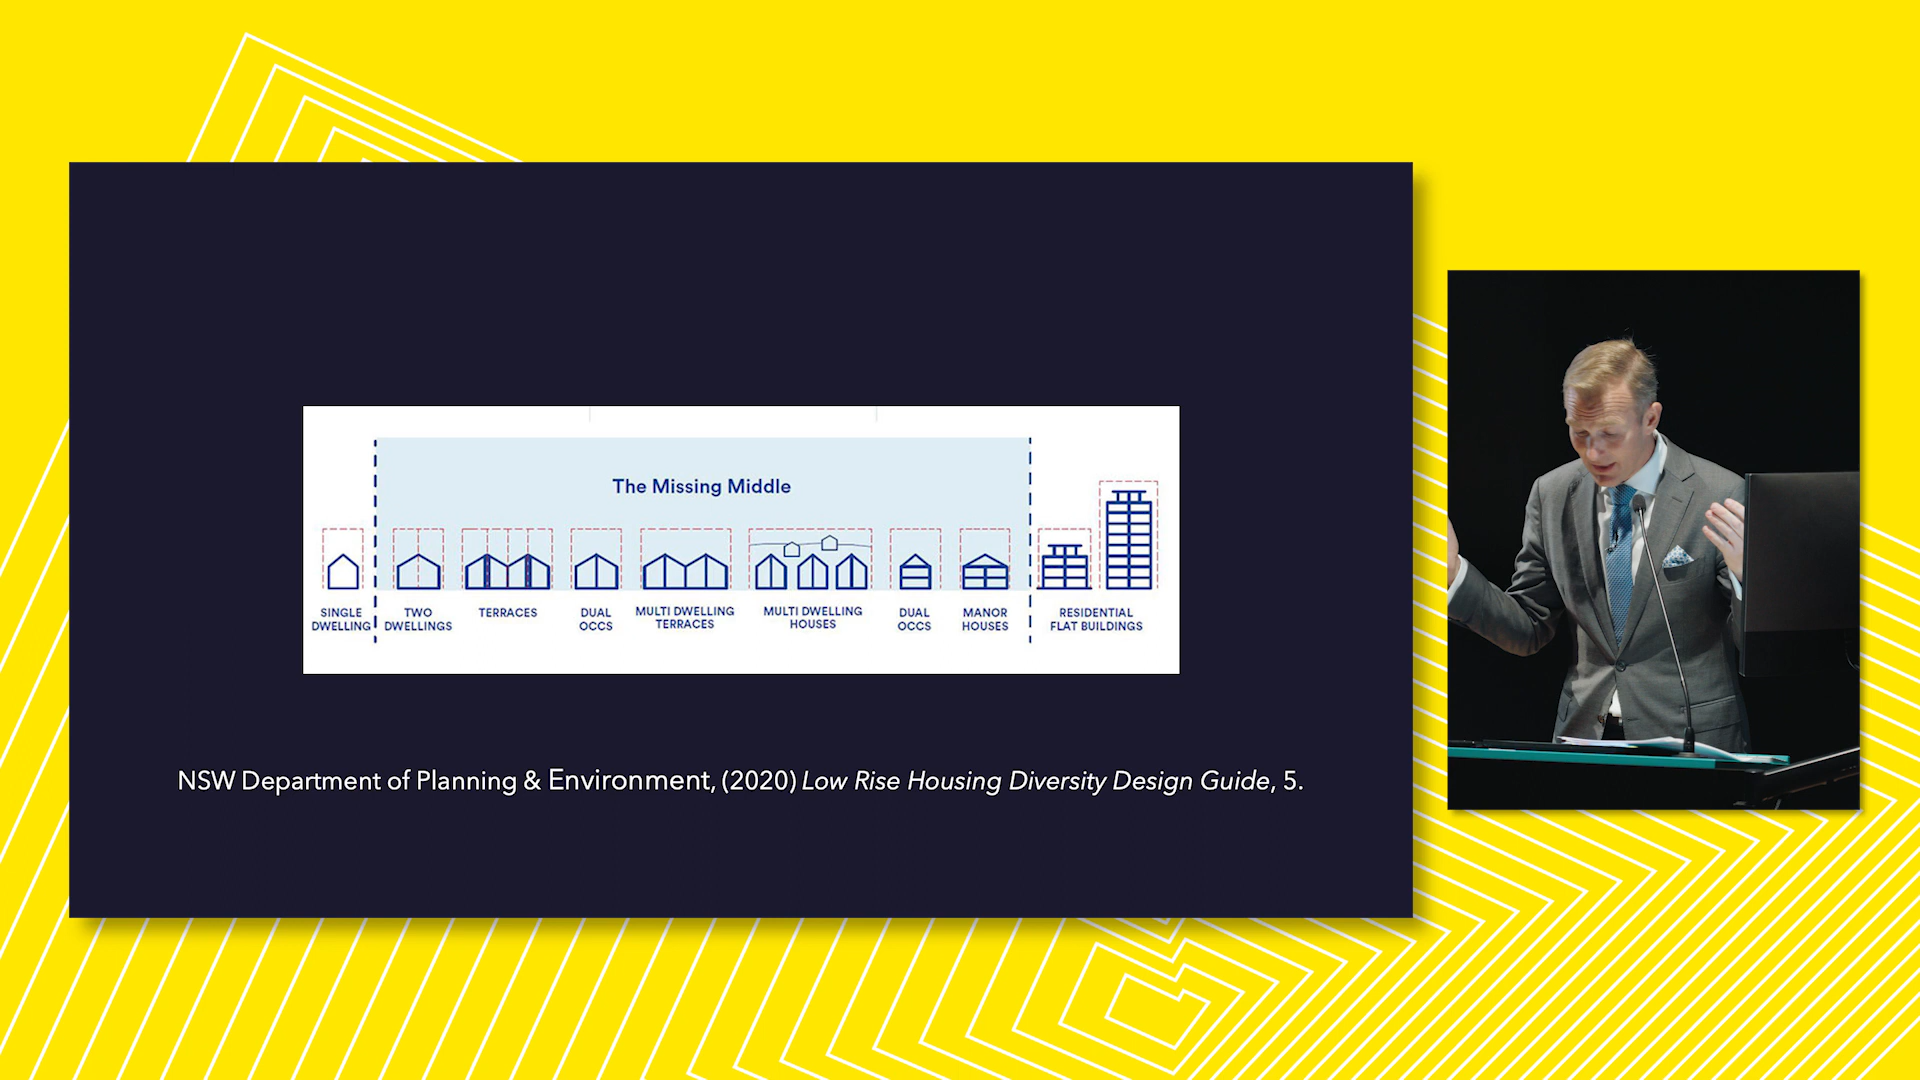 The Missing Middle
SINGLE
DWELLING
TWO
DWELLINGS
TERRACES
DUAL
OCCS
MULTI DWELLING
TERRACES
MULTI DWELLING
HOUSES
DUAL
OCCS
MANOR
HOUSES
RESIDENTIAL
FLAT BUILDINGS
NSW Department of Planning & Environment, (2020) Low Rise Housing Diversity Design Guide, 5.